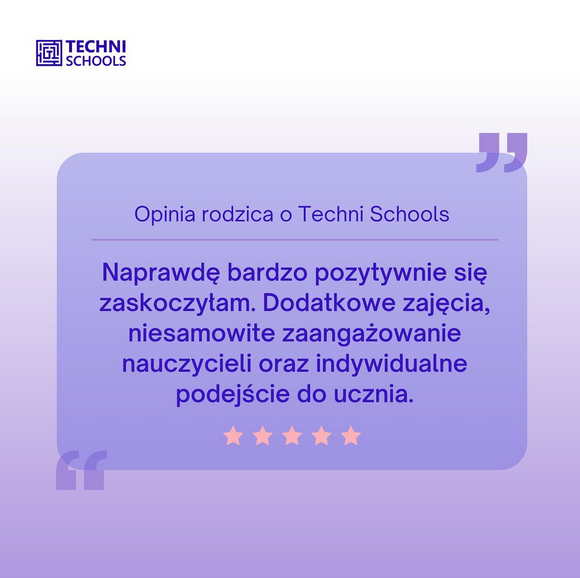 TECHNI
SCHOOLS
Opinia rodzica o Techni Schools
Naprawdę bardzo pozytywnie się
zaskoczyłam. Dodatkowe zajęcia,
niesamowite zaangażowanie
nauczycieli oraz indywidualne
podejście do ucznia.